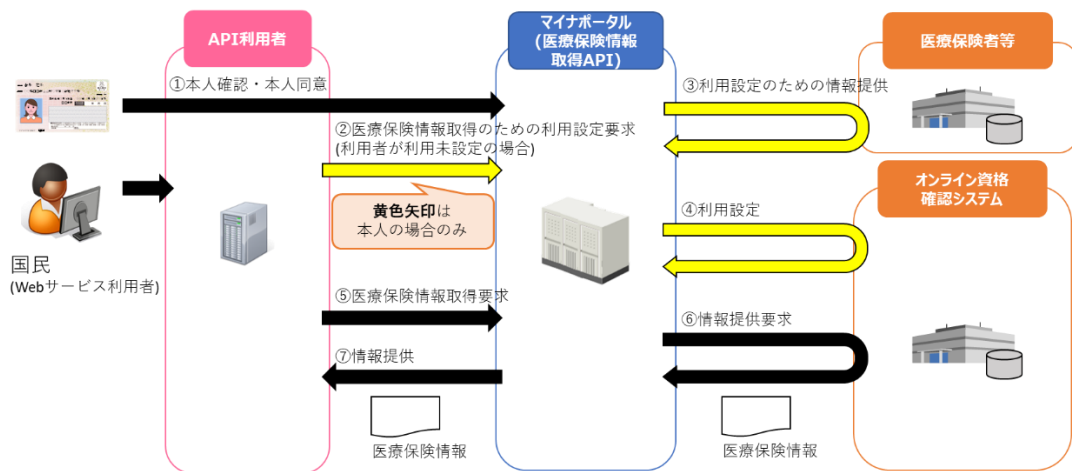 API利用者
マイナポータル
(医療保険情報
取得API)
医療保険者等
①本人確認・本人同意
③利用設定のための情報提供
②医療保険情報取得のための利用設定要求
(利用者が利用未設定の場合)
黄色矢印は
本人の場合のみ
オンライン資格
確認システム
④利用設定
国民
(Webサービス利用者)
⑤医療保険情報取得要求
⑥情報提供要求
⑦情報提供
医療保険情報
医療保険情報